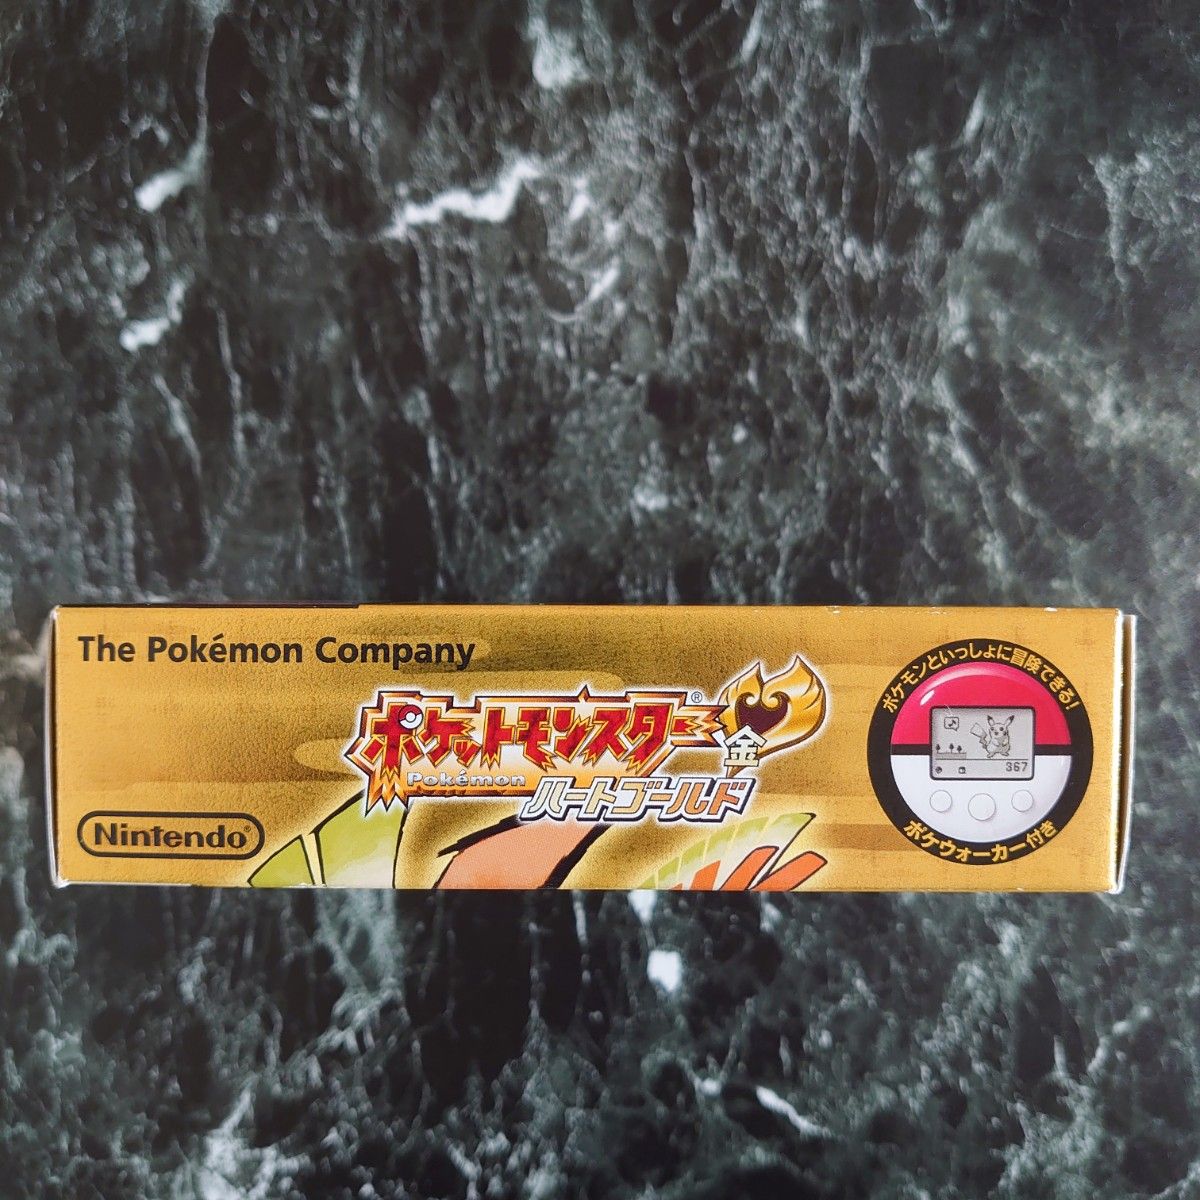 The Pokémon Company
ポケットモンスター®
Pokémon
金
ハートゴールド
Nintendo®
ポケモンといっしょに冒険できる!
367
ポケウォーカー付き